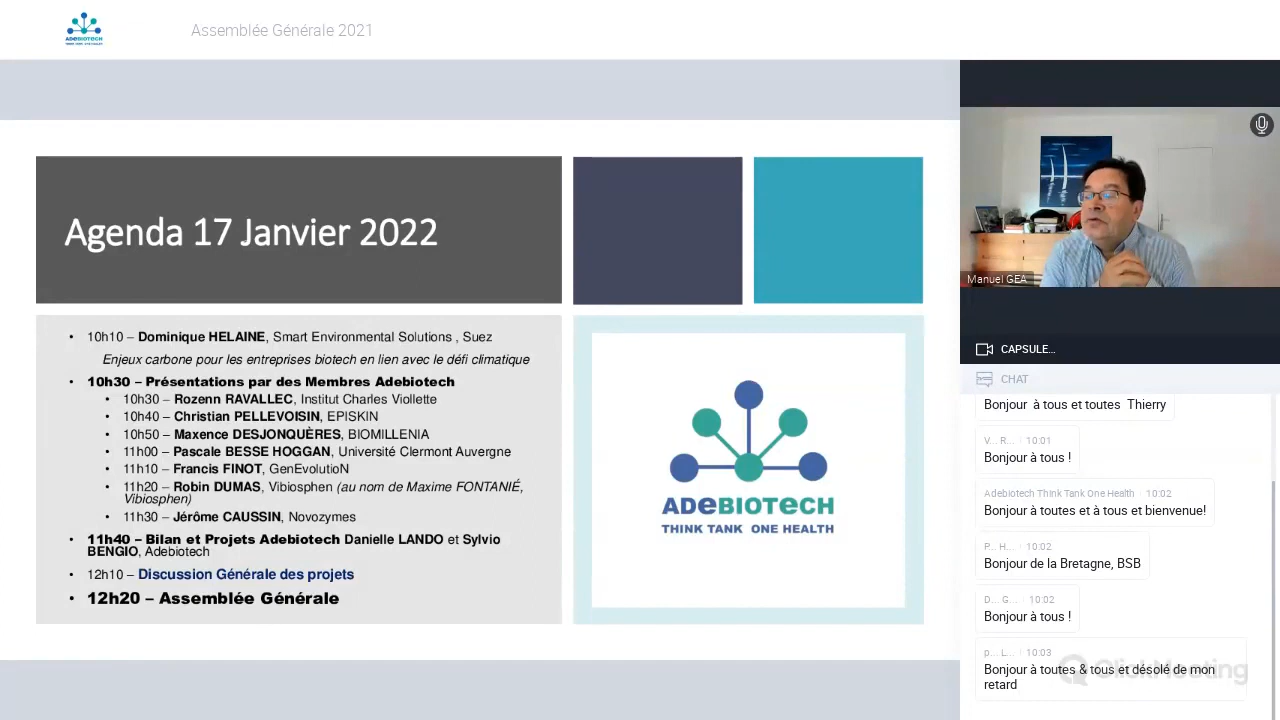 ADEBIOTECH
THINK TANK ONE HEALTH
Assemblée Générale 2021
Agenda 17 Janvier 2022
• 10h10 – Dominique HELAINE, Smart Environmental Solutions , Suez
Enjeux carbone pour les entreprises biotech en lien avec le défi climatique
• 10h30 – Présentations par des Membres Adebiotech
• 10h30 – Rozenn RAVALLEC, Institut Charles Viollette
• 10h40 – Christian PELLEVOISIN, EPISKIN
• 10h50 – Maxence DESJONQUÈRES, BIOMILLENIA
• 11h00 – Pascale BESSE HOGGAN, Université Clermont Auvergne
• 11h10 – Francis FINOT, GenEvolutioN
• 11h20 – Robin DUMAS, Vibiosphen (au nom de Maxime FONTANIÉ,
Vibiosphen)
• 11h30 – Jérôme CAUSSIN, Novozymes
• 11h40 – Bilan et Projets Adebiotech Danielle LANDO et Sylvio
BENGIO, Adebiotech
• 12h10 – Discussion Générale des projets
• 12h20 – Assemblée Générale
ADEBIOTECH
THINK TANK ONE HEALTH
Manuel GEA
CAPSULE...
CHAT
Bonjour à tous et toutes Thierry
V... R... 10:01
Bonjour à tous !
Adebiotech Think Tank One Health 10:02
Bonjour à toutes et à tous et bienvenue!
P... H... 10:02
Bonjour de la Bretagne, BSB
D... G... 10:02
Bonjour à tous !
p... L... 10:03
Bonjour à toutes & tous et désolé de mon
retard
ClickMeeting